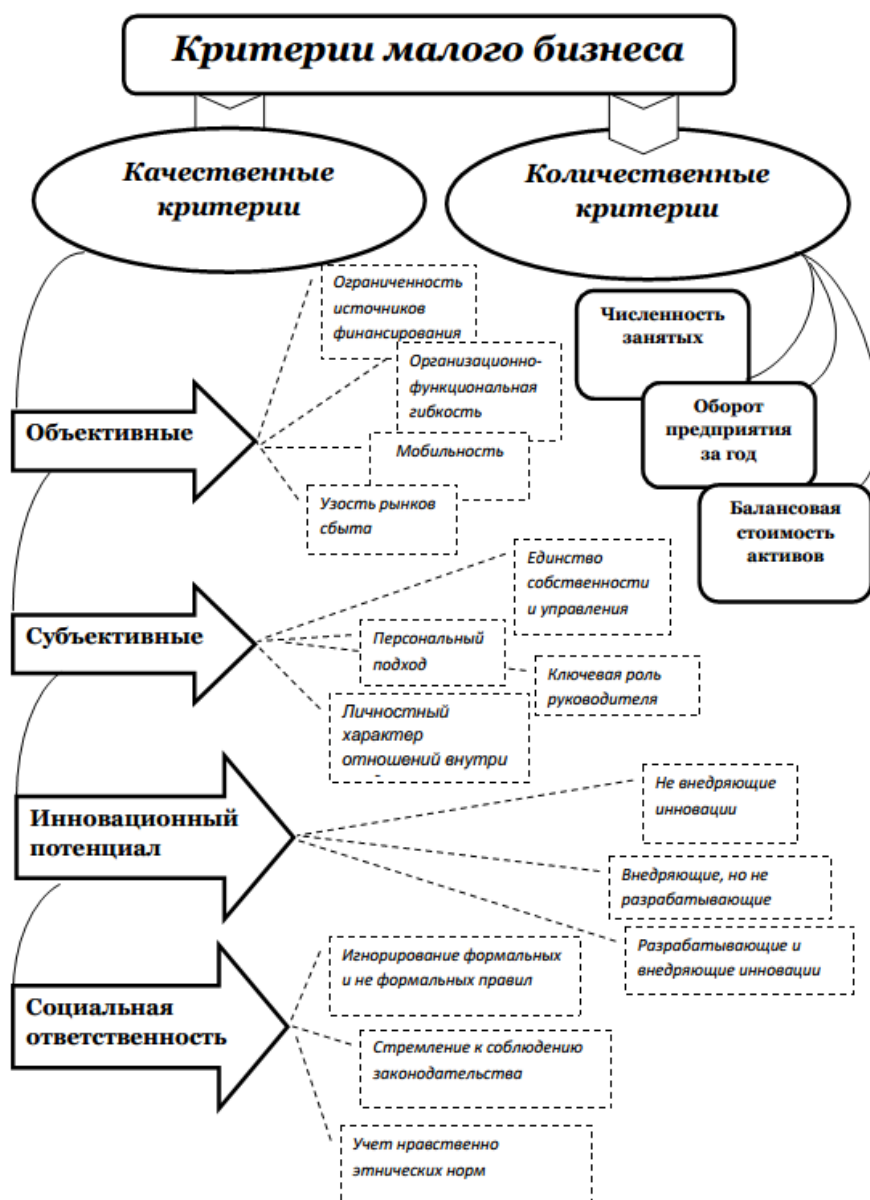 Критерии малого бизнеса
Качественные
критерии
Количественные
критерии
Ограниченность
источников
финансирования
Организационно-
функциональная
гибкость
Мобильность
Узость рынков
сбыта
Объективные
Численность
занятых
Оборот
предприятия
за год
Балансовая
стоимость
активов
Субъективные
Единство
собственности
и управления
Персональный
подход
Ключевая роль
руководителя
Личностный
характер
отношений внутри
Инновационный
потенциал
Не внедряющие
инновации
Внедряющие, но не
разрабатывающие
Разрабатывающие и
внедряющие инновации
Социальная
ответственность
Игнорирование формальных
и не формальных правил
Стремление к соблюдению
законодательства
Учет нравственно
этнических норм